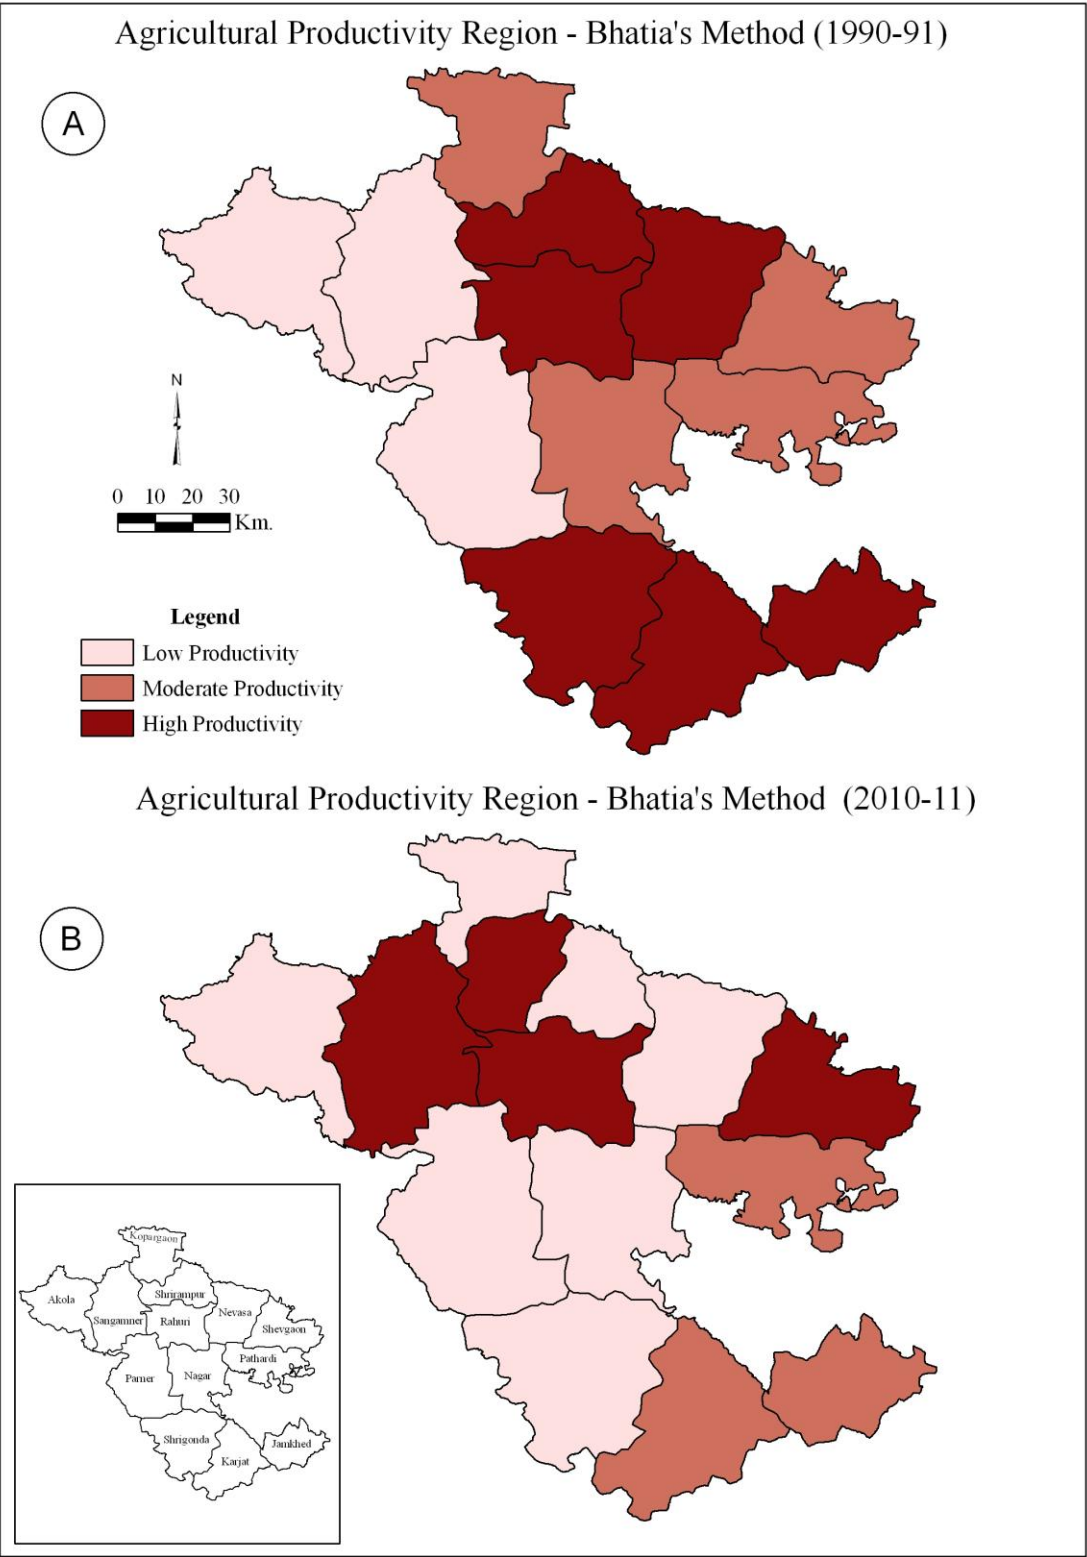 Agricultural Productivity Region - Bhatia's Method (1990-91)
A
N
0 10 20 30
Km.
Legend
Low Productivity
Moderate Productivity
High Productivity
Agricultural Productivity Region - Bhatia's Method (2010-11)
B
Kopargaon
Akola
Shrirampur
Sangamner
Rahuri
Nevasa
Shevgaon
Parner
Nagar
Pathardi
Shrigonda
Karjat
Jamkhed